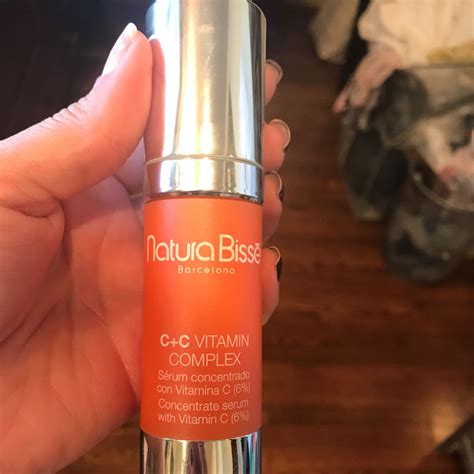 Natura Bissé
Barcelona
C+C VITAMIN
COMPLEX
Sérum concentrado
con Vitamina C (6%)
Concentrate serum
with Vitamin C (6%)